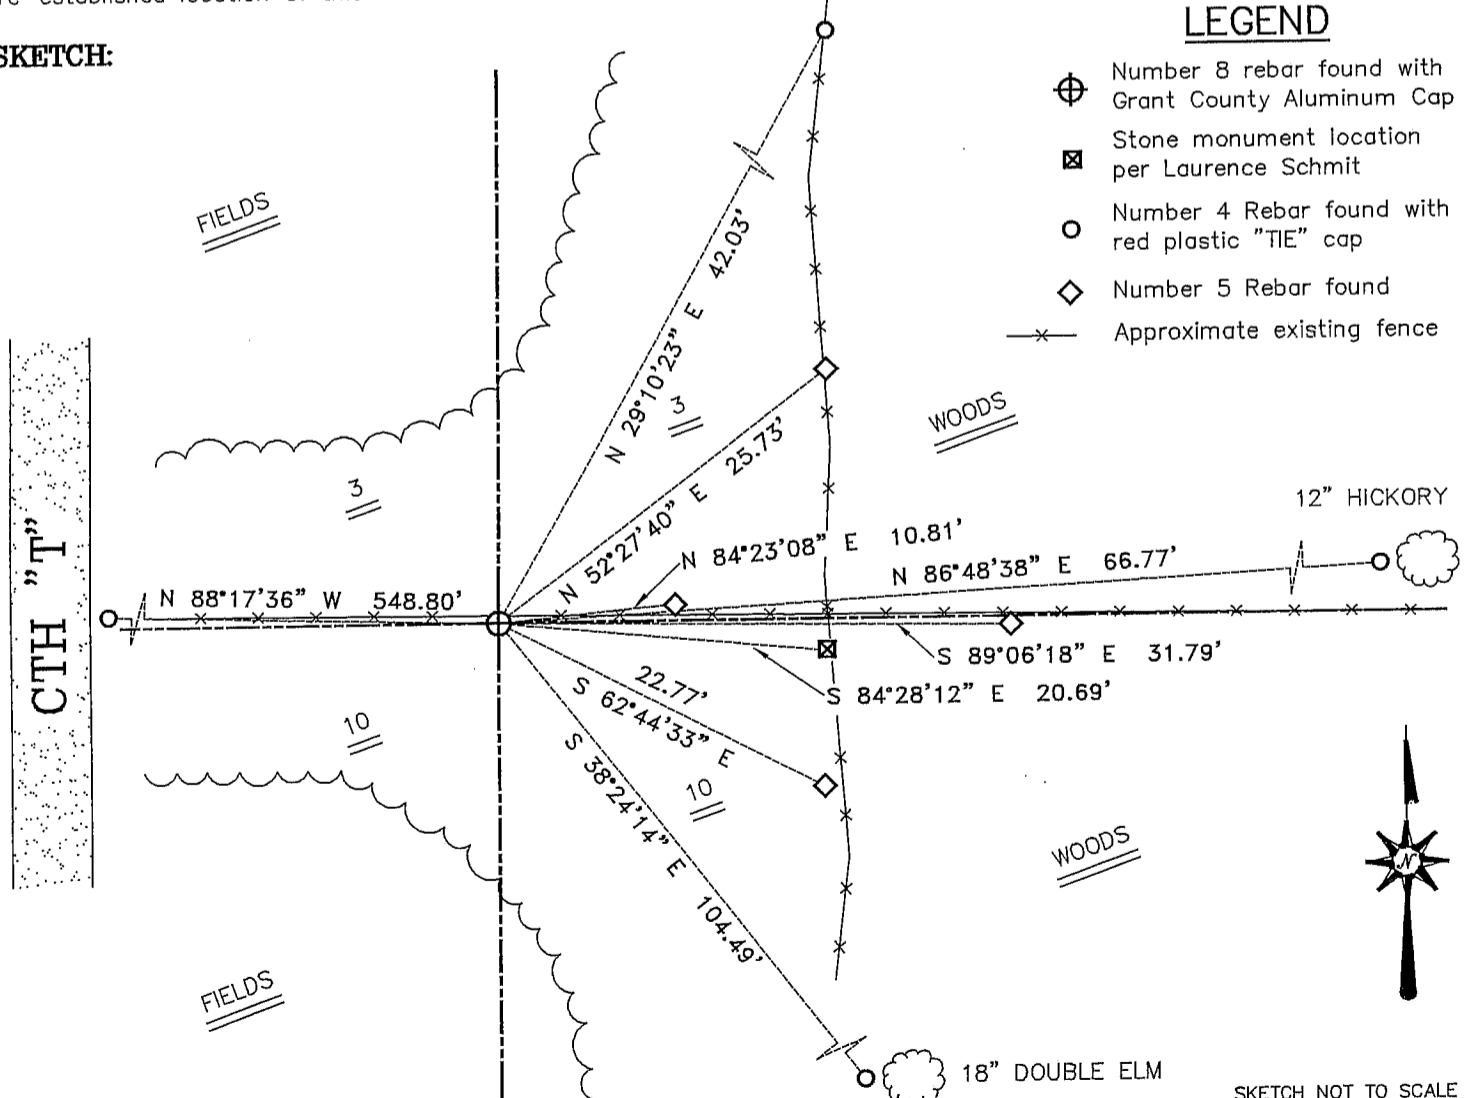 SKETCH:
LEGEND
Number 8 rebar found with
Grant County Aluminum Cap
Stone monument location
per Laurence Schmit
Number 4 Rebar found with
red plastic "TIE" cap
Number 5 Rebar found
Approximate existing fence
FIELDS
N 29°10'23" E 42.03'
3
N 52°27'40" E 25.73'
WOODS
3
12" HICKORY
CTH "T"
N 84°23'08" E 10.81'
N 86°48'38" E 66.77'
N 88°17'36" W 548.80'
S 89°06'18" E 31.79'
S 84°28'12" E 20.69'
22.77'
S 62°44'33" E
10
S 38°24'14" E 104.49'
10
WOODS
N
FIELDS
18" DOUBLE ELM
SKETCH NOT TO SCALE